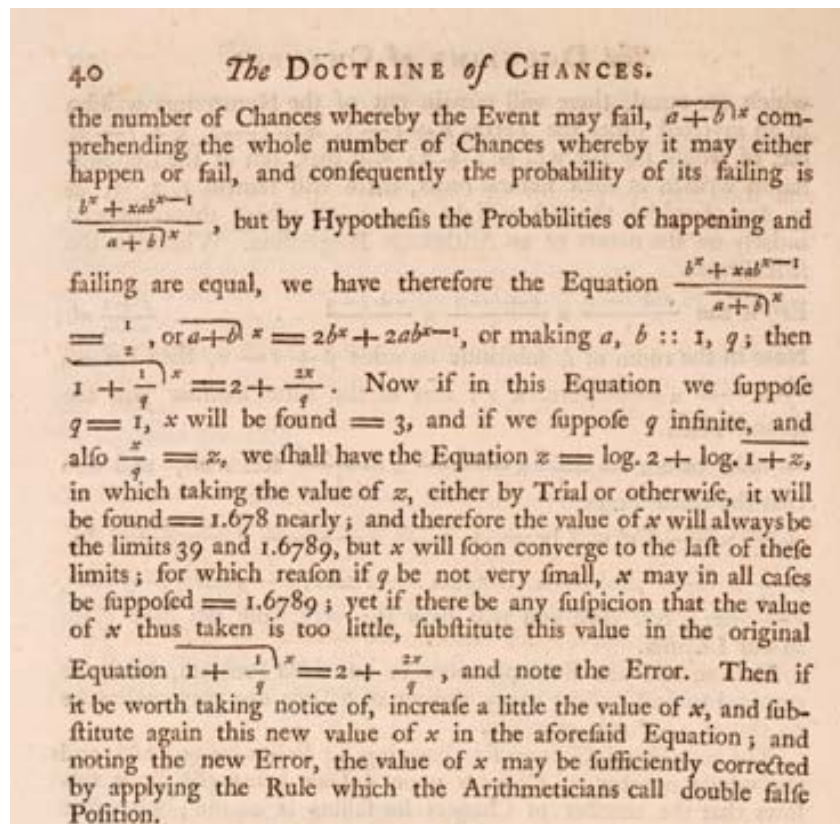 40 The DOCTRINE of CHANCES.
the number of Chances whereby the Event may fail, a+b)^x com-
prehending the whole number of Chances whereby it may either
happen or fail, and conſequently the probability of its failing is
(b^x + xab^(x−1)) / (a+b)^x , but by Hypotheſis the Probabilities of happening and
failing are equal, we have therefore the Equation (b^x + xab^(x−1)) / (a+b)^x
= 1/2 , or a+b)^x = 2b^x + 2ab^(x−1), or making a, b :: 1, q; then
1 + 1/q)^x = 2 + 2x/q . Now if in this Equation we ſuppoſe
q = 1, x will be found = 3, and if we ſuppoſe q infinite, and
alſo x/q = z, we ſhall have the Equation z = log. 2 + log. 1+z,
in which taking the value of z, either by Trial or otherwiſe, it will
be found = 1.678 nearly; and therefore the value of x will always be
the limits 39 and 1.6789, but x will ſoon converge to the laſt of theſe
limits; for which reaſon if q be not very ſmall, x may in all caſes
be ſuppoſed = 1.6789; yet if there be any ſuſpicion that the value
of x thus taken is too little, ſubſtitute this value in the original
Equation 1 + 1/q)^x = 2 + 2x/q , and note the Error. Then if
it be worth taking notice of, increaſe a little the value of x, and ſub-
ſtitute again this new value of x in the aforeſaid Equation; and
noting the new Error, the value of x may be ſufficiently corrected
by applying the Rule which the Arithmeticians call double falſe
Poſition.